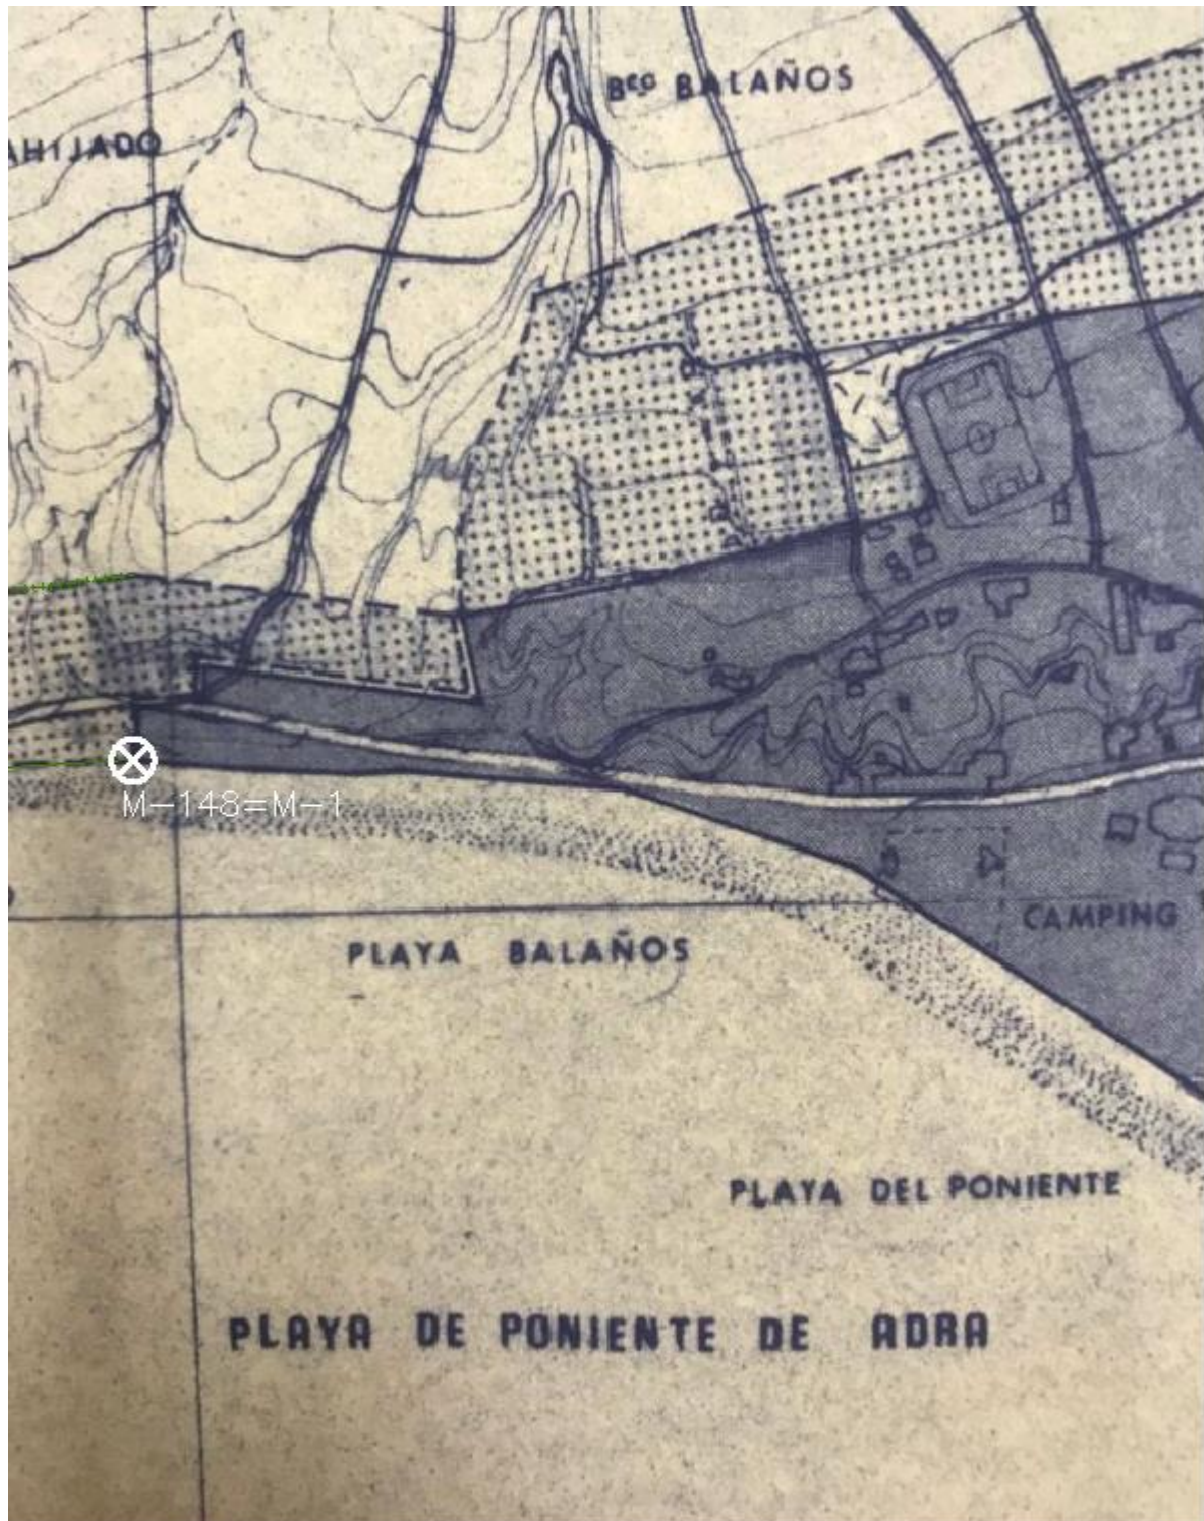 Bco BALAÑOS
AHIJADO
M-148=M-1
CAMPING
PLAYA BALAÑOS
PLAYA DEL PONIENTE
PLAYA DE PONIENTE DE ADRA